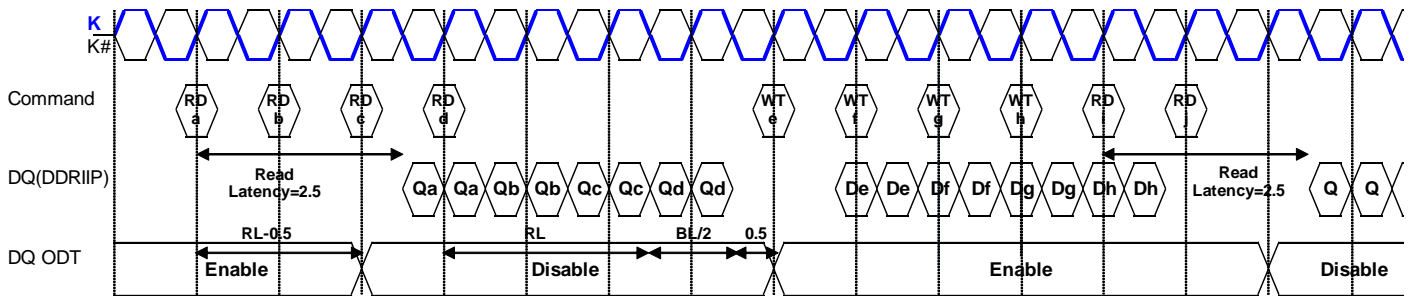 K
K#
Command
RD a RD b RD c RD d WT e WT f WT g WT h RD i RD j
Read
Latency=2.5
Read
Latency=2.5
DQ(DDRIIP)
Qa Qa Qb Qb Qc Qc Qd Qd De De Df Df Dg Dg Dh Dh Q Q
RL-0.5 RL BL/2 0.5
DQ ODT
Enable Disable Enable Disable